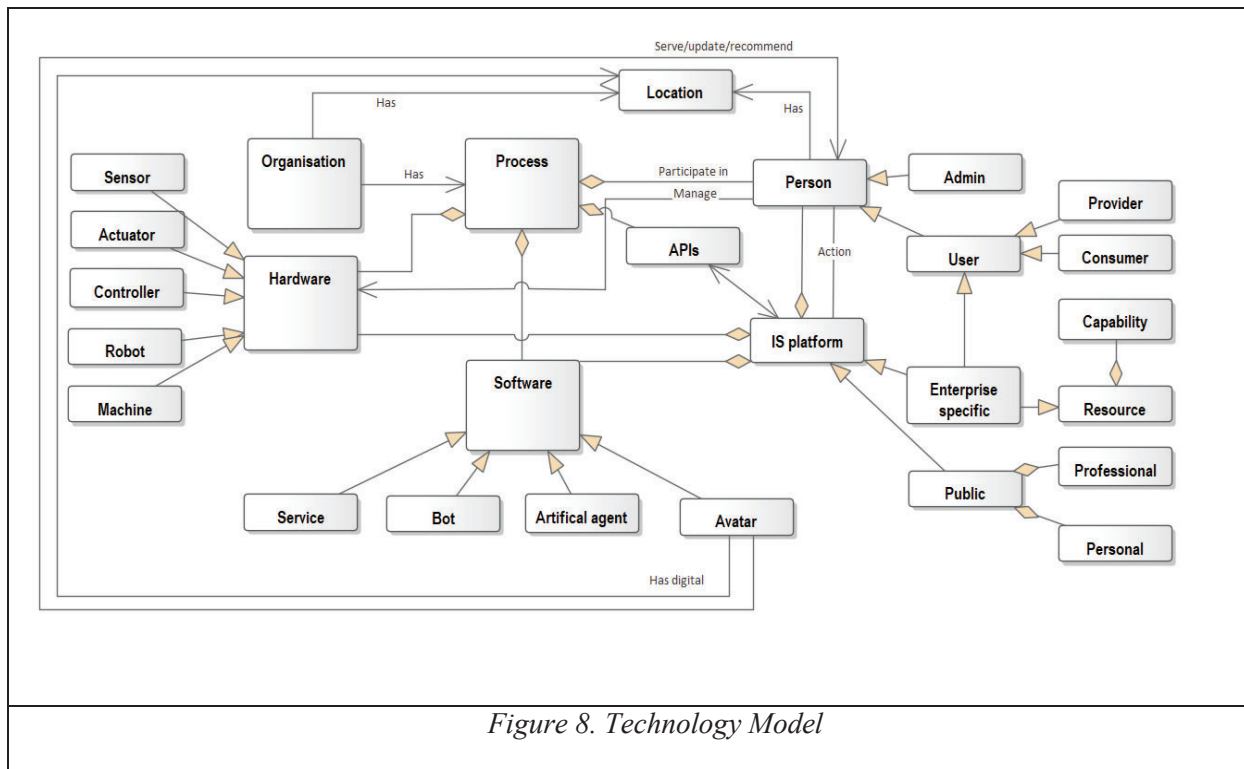 Serve/update/recommend
Location
Has
Has
Organisation
Process
Sensor
Has
Participate in
Person
Admin
Manage
Provider
Actuator
APIs
Action
User
Consumer
Hardware
Controller
Capability
Robot
IS platform
Software
Enterprise
specific
Resource
Machine
Professional
Public
Service
Bot
Artifical agent
Avatar
Personal
Has digital
Figure 8. Technology Model